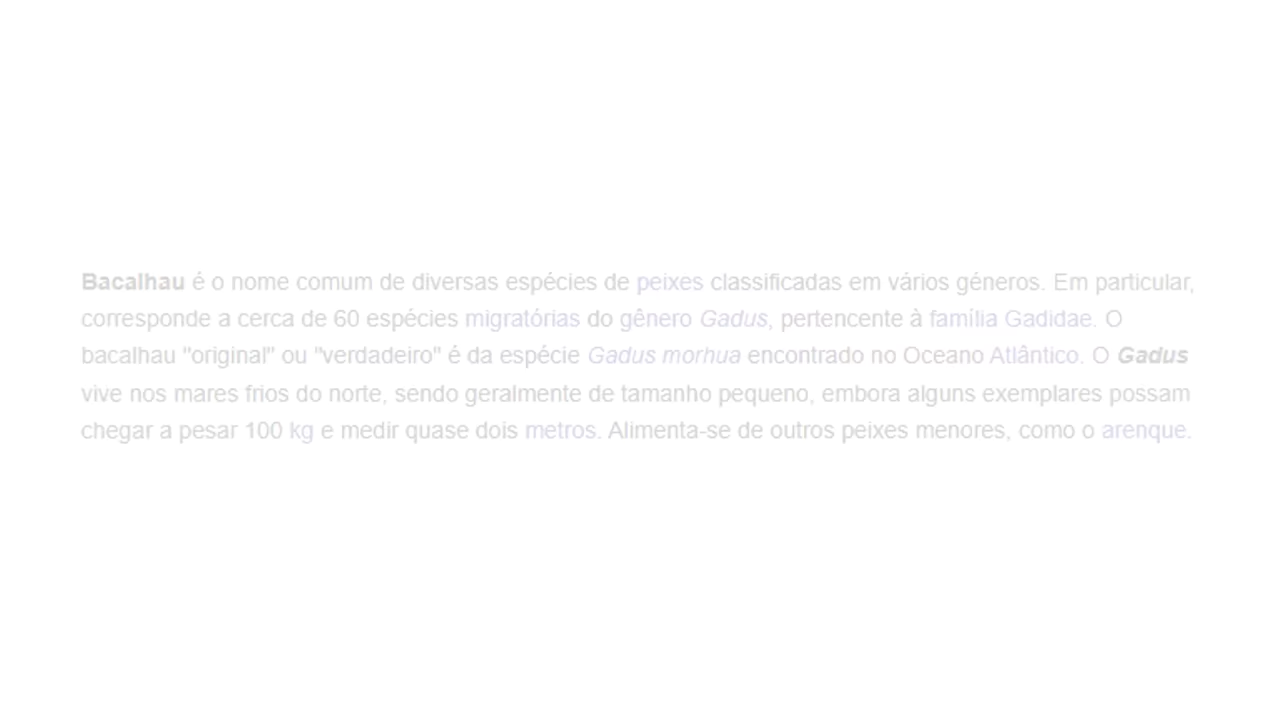 Bacalhau é o nome comum de diversas espécies de peixes classificadas em vários géneros. Em particular,
corresponde a cerca de 60 espécies migratórias do gênero Gadus, pertencente à família Gadidae. O
bacalhau "original" ou "verdadeiro" é da espécie Gadus morhua encontrado no Oceano Atlântico. O Gadus
vive nos mares frios do norte, sendo geralmente de tamanho pequeno, embora alguns exemplares possam
chegar a pesar 100 kg e medir quase dois metros. Alimenta-se de outros peixes menores, como o arenque.